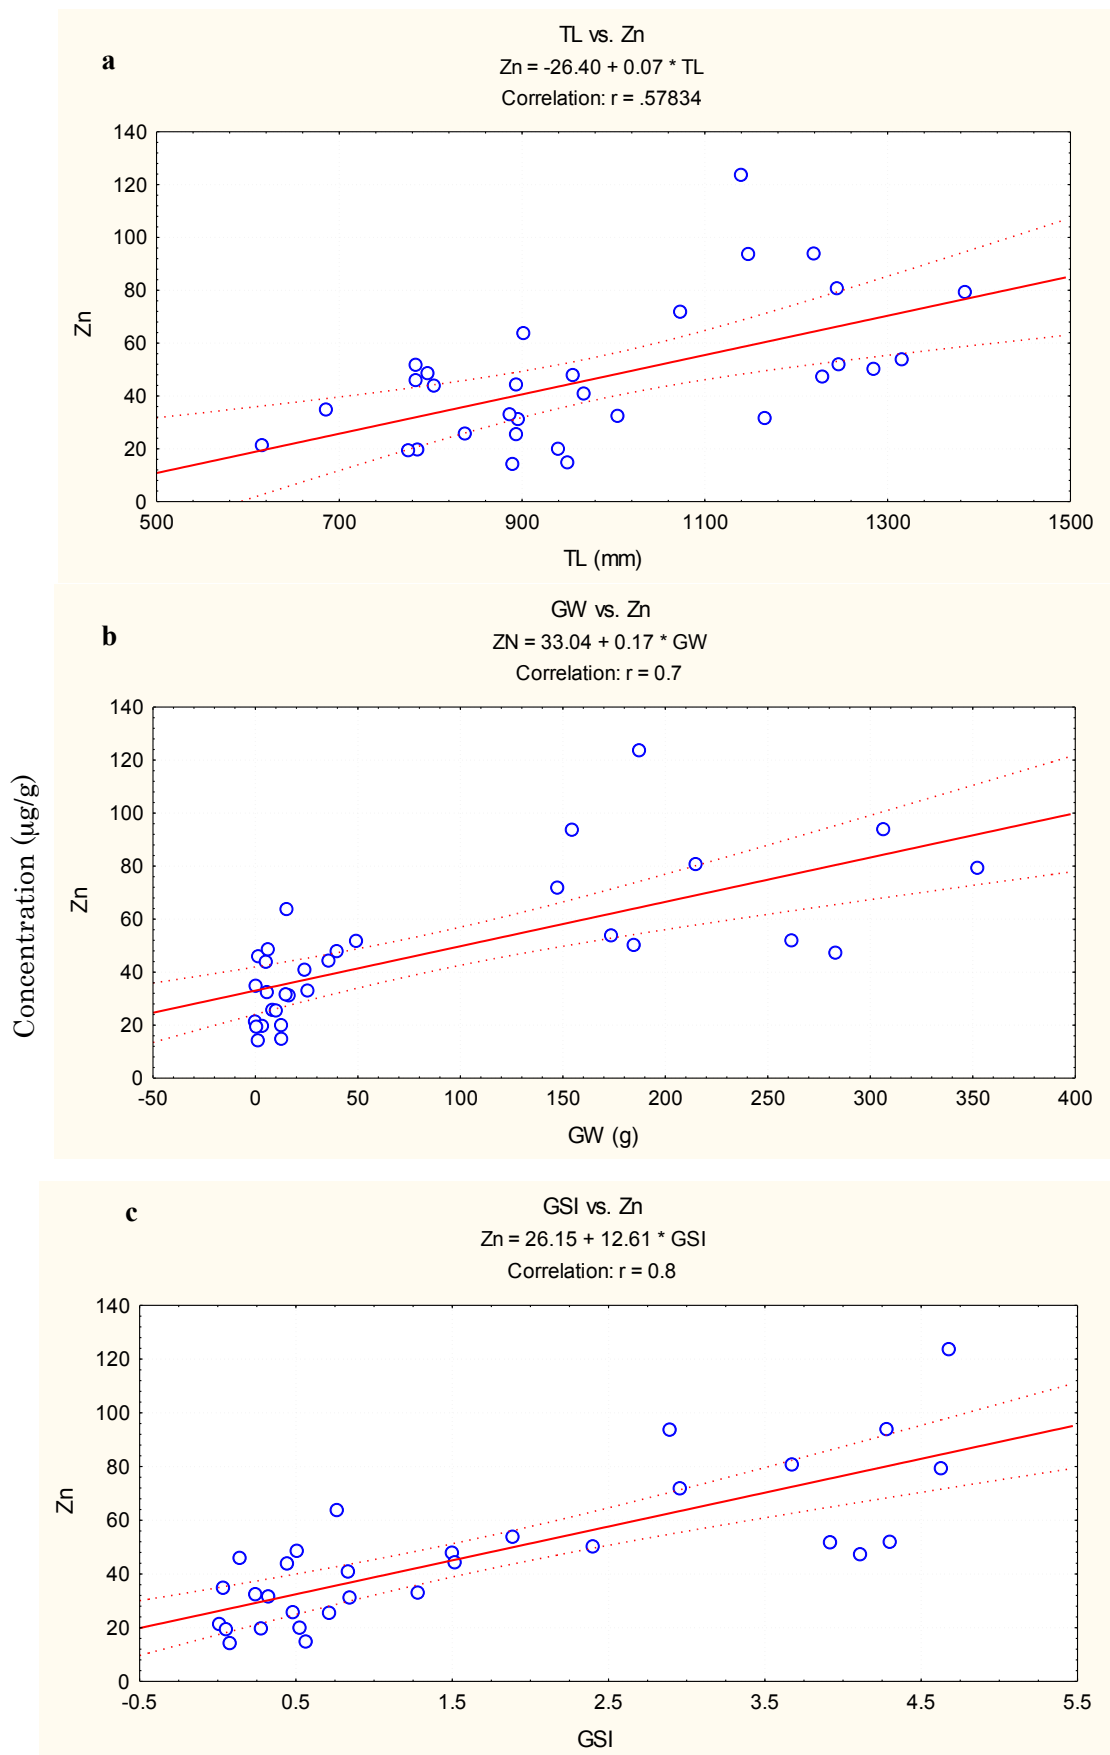 a
TL vs. Zn
Zn = -26.40 + 0.07 * TL
Correlation: r = .57834
140
120
100
80
60
40
20
0
Zn
500 700 900 1100 1300 1500
TL (mm)
b
GW vs. Zn
ZN = 33.04 + 0.17 * GW
Correlation: r = 0.7
140
120
100
80
60
40
20
0
Zn
Concentration (µg/g)
-50 0 50 100 150 200 250 300 350 400
GW (g)
c
GSI vs. Zn
Zn = 26.15 + 12.61 * GSI
Correlation: r = 0.8
140
120
100
80
60
40
20
0
Zn
-0.5 0.5 1.5 2.5 3.5 4.5 5.5
GSI